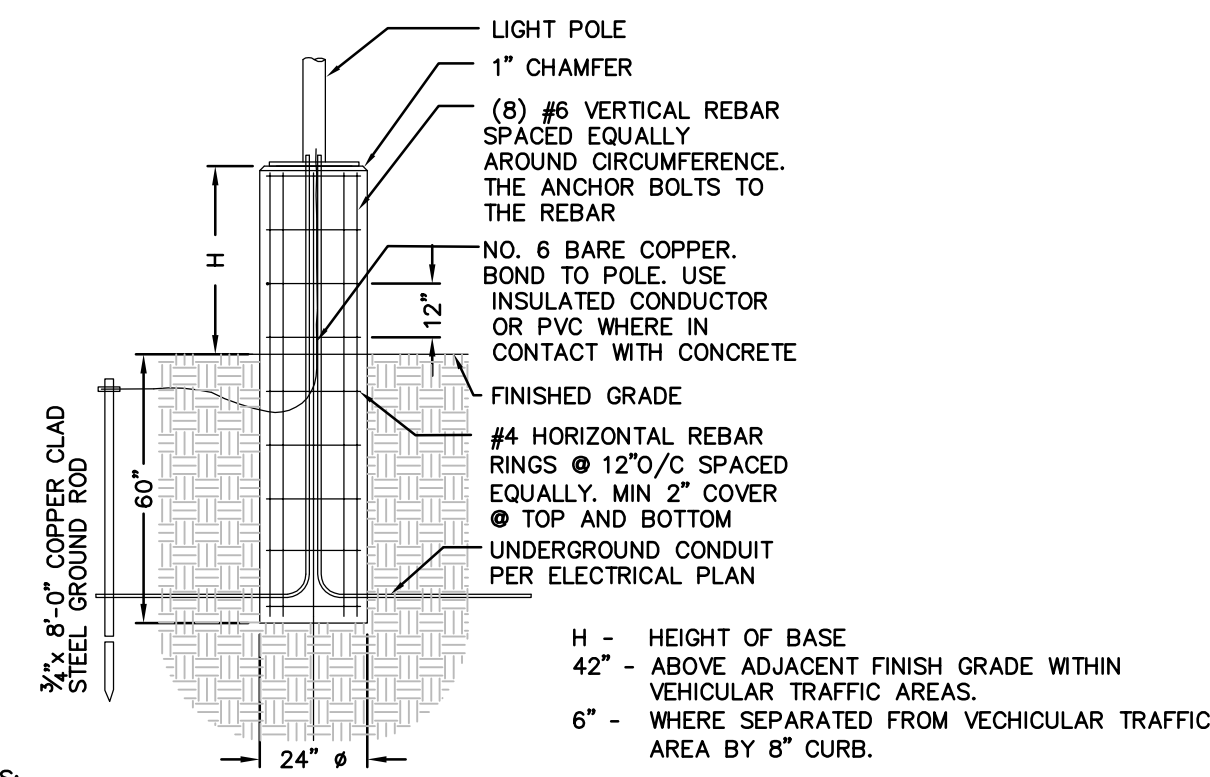 LIGHT POLE
1" CHAMFER
(8) #6 VERTICAL REBAR
SPACED EQUALLY
AROUND CIRCUMFERENCE.
THE ANCHOR BOLTS TO
THE REBAR
NO. 6 BARE COPPER.
BOND TO POLE. USE
INSULATED CONDUCTOR
OR PVC WHERE IN
CONTACT WITH CONCRETE
H
12"
FINISHED GRADE
#4 HORIZONTAL REBAR
RINGS @ 12"O/C SPACED
EQUALLY. MIN 2" COVER
@ TOP AND BOTTOM
UNDERGROUND CONDUIT
PER ELECTRICAL PLAN
60"
3/4"x 8'-0" COPPER CLAD
STEEL GROUND ROD
H - HEIGHT OF BASE
42" - ABOVE ADJACENT FINISH GRADE WITHIN
VEHICULAR TRAFFIC AREAS.
6" - WHERE SEPARATED FROM VECHICULAR TRAFFIC
AREA BY 8" CURB.
24" ø